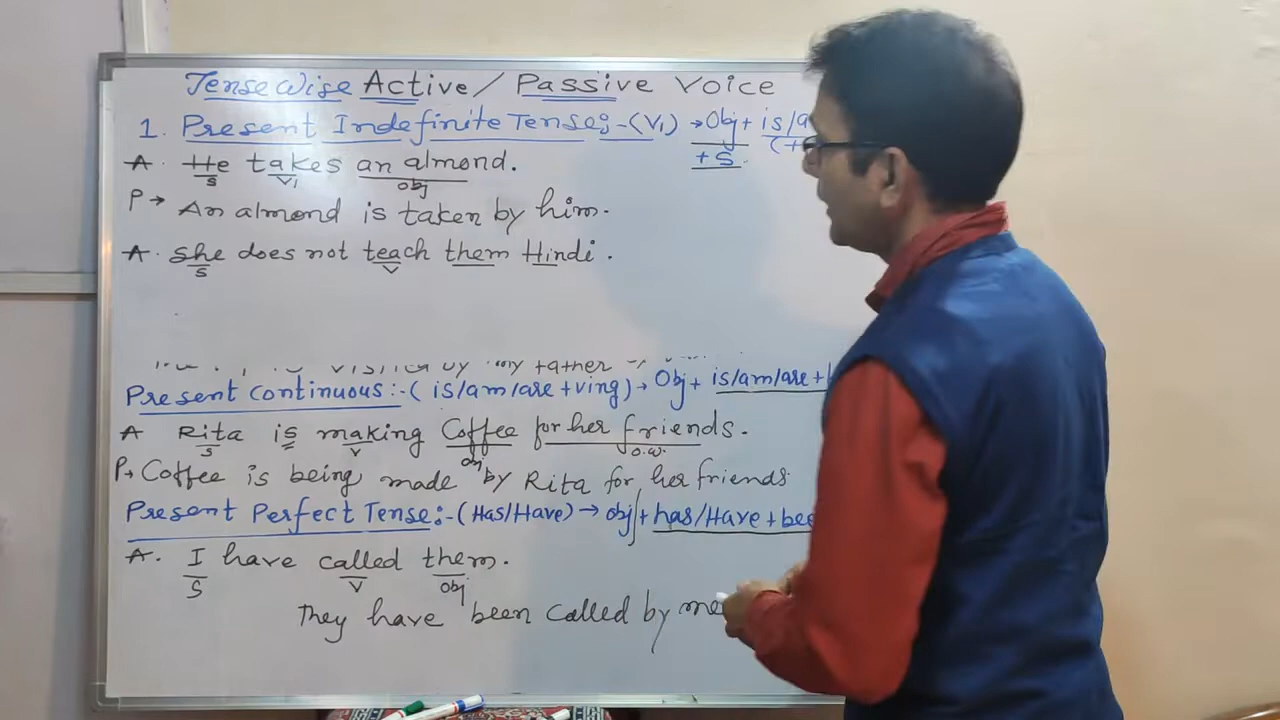 Tense Wise Active / Passive Voice
1. Present Indefinite Tense:-(V1) → Obj + is/a
+ s.
A. He takes an almond.
S V1 obj
P → An almond is taken by him.
A. She does not teach them Hindi.
S V
visited by my father
Present Continuous:-( is/am/are +ving) → Obj + is/am/are +
A Rita is making Coffee for her friends.
S V obj o.w.
P → Coffee is being made by Rita for her friends
Present Perfect Tense:-(Has/Have) → obj + has/Have + bee
A. I have called them.
S V obj
They have been called by me